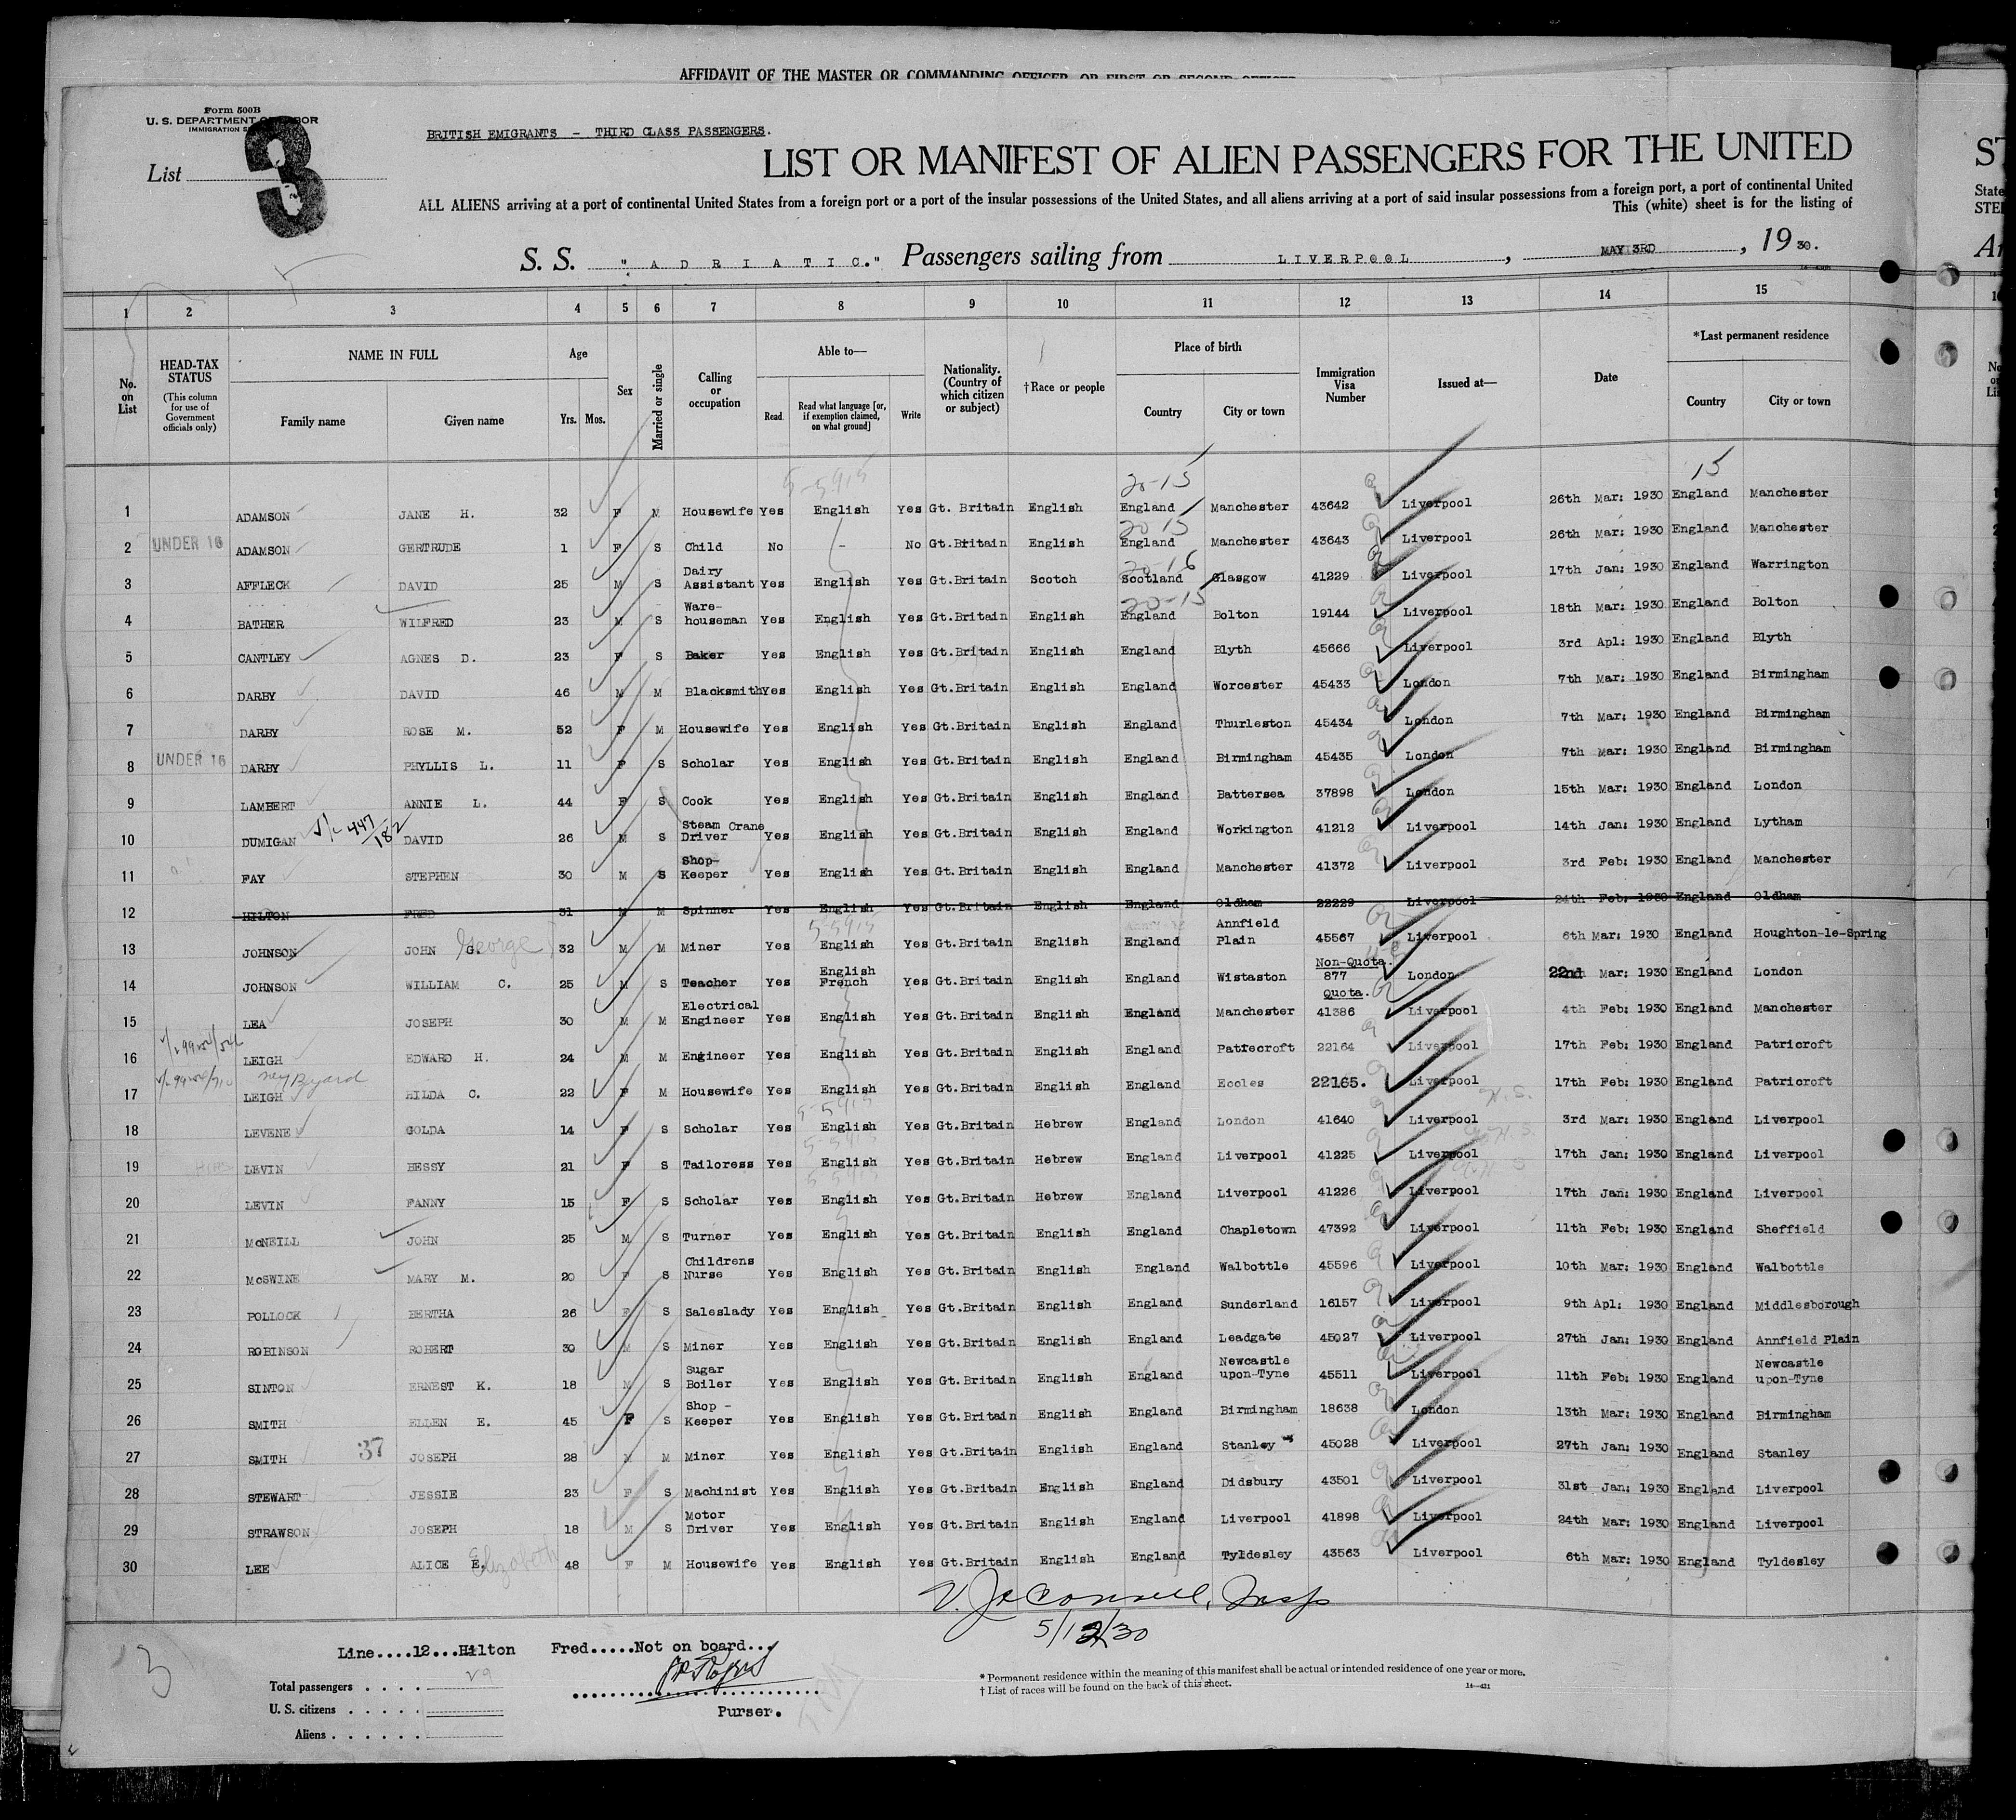 AFFIDAVIT OF THE MASTER OR COMMANDING OFFICER, OR FIRST OR SECOND OFFICER
Form 500B
U. S. DEPARTMENT OF LABOR
IMMIGRATION
List 3
BRITISH EMIGRANTS - THIRD CLASS PASSENGERS.
LIST OR MANIFEST OF ALIEN PASSENGERS FOR THE UNITED
ST
ALL ALIENS arriving at a port of continental United States from a foreign port or a port of the insular possessions of the United States, and all aliens arriving at a port of said insular possessions from a foreign port, a port of continental United
State
This (white) sheet is for the listing of
STE
S. S. "ADRIATIC." Passengers sailing from LIVERPOOL, MAY 3RD, 1930.
1 2 3 4 5 6 7 8 9 10 11 12 13 14 15
No. on List
HEAD-TAX STATUS (This column for use of Government officials only)
NAME IN FULL
Family name Given name
Age
Yrs. Mos.
Sex
Married or single
Calling or occupation
Able to—
Read. Read what language [or, if exemption claimed, on what ground] Write
Nationality. (Country of which citizen or subject)
†Race or people
Place of birth
Country City or town
Immigration Visa Number
Issued at—
Date
*Last permanent residence
Country City or town
5-5915 20-15 15
1 ADAMSON JANE H. 32 F M Housewife Yes English Yes Gt. Britain English England Manchester 43642 Liverpool 26th Mar: 1930 England Manchester
20 15
2 UNDER 16 ADAMSON GERTRUDE 1 F S Child No - No Gt.Britain English England Manchester 43643 Liverpool 26th Mar: 1930 England Manchester
20-16
3 AFFLECK DAVID 25 M S Dairy Assistant Yes English Yes Gt.Britain Scotch Scotland Glasgow 41229 Liverpool 17th Jan: 1930 England Warrington
20-15
4 BATHER WILFRED 23 M S Ware-houseman Yes English Yes Gt.Britain English England Bolton 19144 Liverpool 18th Mar: 1930 England Bolton
5 CANTLEY AGNES D. 23 F S Baker Yes English Yes Gt.Britain English England Blyth 45666 Liverpool 3rd Apl: 1930 England Blyth
6 DARBY DAVID 46 M M Blacksmith Yes English Yes Gt.Britain English England Worcester 45433 London 7th Mar: 1930 England Birmingham
7 DARBY ROSE M. 52 F M Housewife Yes English Yes Gt.Britain English England Thurleston 45434 London 7th Mar: 1930 England Birmingham
8 UNDER 16 DARBY PHYLLIS L. 11 F S Scholar Yes English Yes Gt.Britain English England Birmingham 45435 London 7th Mar: 1930 England Birmingham
9 LAMBERT ANNIE L. 44 F S Cook Yes English Yes Gt.Britain English England Battersea 37898 London 15th Mar: 1930 England London
447/182
10 DUMIGAN DAVID 26 M S Steam Crane Driver Yes English Yes Gt.Britain English England Workington 41212 Liverpool 14th Jan: 1930 England Lytham
11 FAY STEPHEN 30 M S Shop-Keeper Yes English Yes Gt.Britain English England Manchester 41372 Liverpool 3rd Feb: 1930 England Manchester
12 HILTON FRED 31 M M Spinner Yes English Yes Gt.Britain English England Oldham 22229 Liverpool 24th Feb: 1930 England Oldham
5-5915
13 JOHNSON JOHN G. George 32 M M Miner Yes English Yes Gt.Britain English England Annfield Plain 45567 Liverpool 6th Mar: 1930 England Houghton-le-Spring
14 JOHNSON WILLIAM C. 25 M S Teacher Yes English French Yes Gt.Britain English England Wistaston Non-Quota. 877 London 22nd Mar: 1930 England London
15 LEA JOSEPH 30 M M Electrical Engineer Yes English Yes Gt.Britain English England Manchester Quota. 41386 Liverpool 4th Feb: 1930 England Manchester
16 LEIGH EDWARD H. 24 M M Engineer Yes English Yes Gt.Britain English England Patrecroft 22164 Liverpool 17th Feb: 1930 England Patricroft
17 LEIGH HILDA C. 22 F M Housewife Yes English Yes Gt.Britain English England Eccles 22165. Liverpool 17th Feb: 1930 England Patricroft
5-5915
18 LEVENE GOLDA 14 F S Scholar Yes English Yes Gt.Britain Hebrew England London 41640 Liverpool 3rd Mar: 1930 England Liverpool
5-5915
19 LEVIN BESSY 21 F S Tailoress Yes English Yes Gt.Britain Hebrew England Liverpool 41225 Liverpool 17th Jan: 1930 England Liverpool
5-5915
20 LEVIN FANNY 15 F S Scholar Yes English Yes Gt.Britain Hebrew England Liverpool 41226 Liverpool 17th Jan: 1930 England Liverpool
21 McNEILL JOHN 25 M S Turner Yes English Yes Gt.Britain English England Chapletown 47392 Liverpool 11th Feb: 1930 England Sheffield
22 McSWINE MARY M. 20 F S Childrens Nurse Yes English Yes Gt.Britain English England Walbottle 45596 Liverpool 10th Mar: 1930 England Walbottle
23 POLLOCK BERTHA 26 F S Saleslady Yes English Yes Gt.Britain English England Sunderland 16157 Liverpool 9th Apl: 1930 England Middlesborough
24 ROBINSON ROBERT 30 M S Miner Yes English Yes Gt.Britain English England Leadgate 45027 Liverpool 27th Jan: 1930 England Annfield Plain
25 SINTON ERNEST K. 18 M S Sugar Boiler Yes English Yes Gt.Britain English England Newcastle upon-Tyne 45511 Liverpool 11th Feb: 1930 England Newcastle upon-Tyne
26 SMITH ELLEN E. 45 F S Shop - Keeper Yes English Yes Gt.Britain English England Birmingham 18638 London 13th Mar: 1930 England Birmingham
27 SMITH 37 JOSEPH 28 M M Miner Yes English Yes Gt.Britain English England Stanley 45028 Liverpool 27th Jan: 1930 England Stanley
28 STEWART JESSIE 23 F S Machinist Yes English Yes Gt.Britain English England Didsbury 43501 Liverpool 31st Jan: 1930 England Liverpool
29 STRAWSON JOSEPH 18 M S Motor Driver Yes English Yes Gt.Britain English England Liverpool 41898 Liverpool 24th Mar: 1930 England Liverpool
30 LEE ALICE E. Elizabeth 48 F M Housewife Yes English Yes Gt.Britain English England Tyldesley 43563 Liverpool 6th Mar: 1930 England Tyldesley
5/12/30
3
Line....12...Hilton Fred.....Not on board...
Total passengers 29
U. S. citizens
Aliens
Purser.
* Permanent residence within the meaning of this manifest shall be actual or intended residence of one year or more.
† List of races will be found on the back of this sheet.
14—431